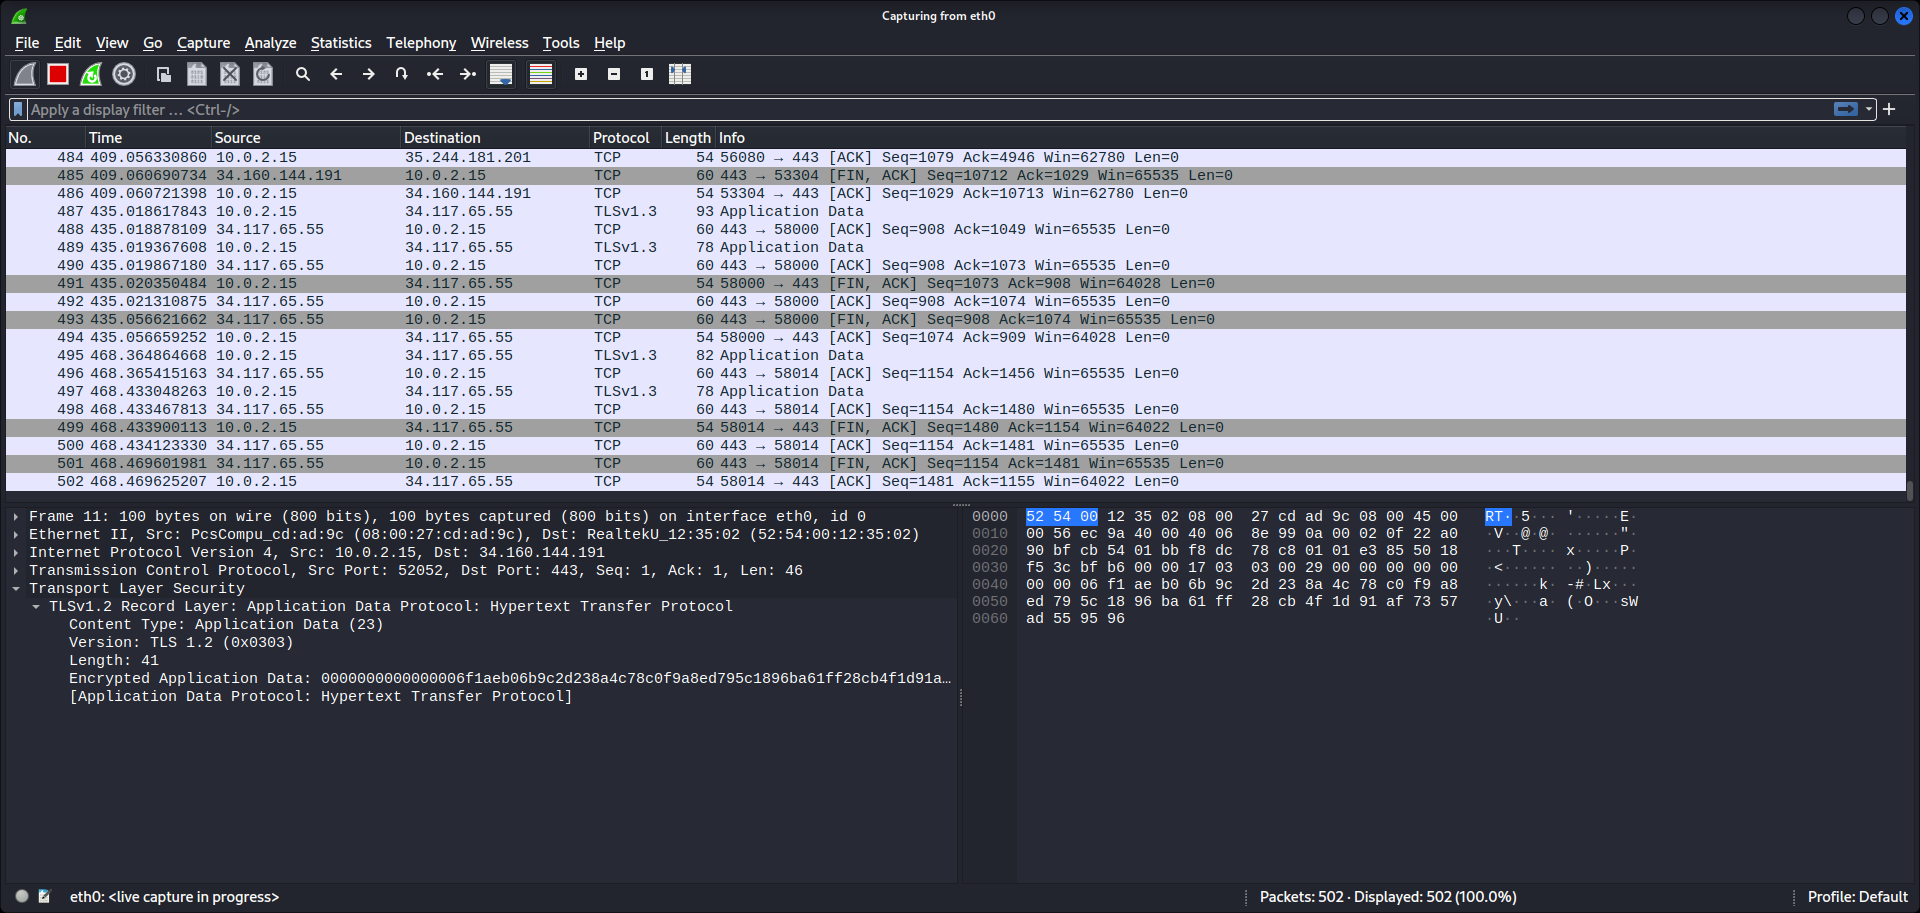 Capturing from eth0
File Edit View Go Capture Analyze Statistics Telephony Wireless Tools Help
Apply a display filter … <Ctrl-/>
No. Time Source Destination Protocol Length Info
484 409.056330860 10.0.2.15 35.244.181.201 TCP 54 56080 → 443 [ACK] Seq=1079 Ack=4946 Win=62780 Len=0
485 409.060690734 34.160.144.191 10.0.2.15 TCP 60 443 → 53304 [FIN, ACK] Seq=10712 Ack=1029 Win=65535 Len=0
486 409.060721398 10.0.2.15 34.160.144.191 TCP 54 53304 → 443 [ACK] Seq=1029 Ack=10713 Win=62780 Len=0
487 435.018617843 10.0.2.15 34.117.65.55 TLSv1.3 93 Application Data
488 435.018878109 34.117.65.55 10.0.2.15 TCP 60 443 → 58000 [ACK] Seq=908 Ack=1049 Win=65535 Len=0
489 435.019367608 10.0.2.15 34.117.65.55 TLSv1.3 78 Application Data
490 435.019867180 34.117.65.55 10.0.2.15 TCP 60 443 → 58000 [ACK] Seq=908 Ack=1073 Win=65535 Len=0
491 435.020350484 10.0.2.15 34.117.65.55 TCP 54 58000 → 443 [FIN, ACK] Seq=1073 Ack=908 Win=64028 Len=0
492 435.021310875 34.117.65.55 10.0.2.15 TCP 60 443 → 58000 [ACK] Seq=908 Ack=1074 Win=65535 Len=0
493 435.056621662 34.117.65.55 10.0.2.15 TCP 60 443 → 58000 [FIN, ACK] Seq=908 Ack=1074 Win=65535 Len=0
494 435.056659252 10.0.2.15 34.117.65.55 TCP 54 58000 → 443 [ACK] Seq=1074 Ack=909 Win=64028 Len=0
495 468.364864668 10.0.2.15 34.117.65.55 TLSv1.3 82 Application Data
496 468.365415163 34.117.65.55 10.0.2.15 TCP 60 443 → 58014 [ACK] Seq=1154 Ack=1456 Win=65535 Len=0
497 468.433048263 10.0.2.15 34.117.65.55 TLSv1.3 78 Application Data
498 468.433467813 34.117.65.55 10.0.2.15 TCP 60 443 → 58014 [ACK] Seq=1154 Ack=1480 Win=65535 Len=0
499 468.433900113 10.0.2.15 34.117.65.55 TCP 54 58014 → 443 [FIN, ACK] Seq=1480 Ack=1154 Win=64022 Len=0
500 468.434123330 34.117.65.55 10.0.2.15 TCP 60 443 → 58014 [ACK] Seq=1154 Ack=1481 Win=65535 Len=0
501 468.469601981 34.117.65.55 10.0.2.15 TCP 60 443 → 58014 [FIN, ACK] Seq=1154 Ack=1481 Win=65535 Len=0
502 468.469625207 10.0.2.15 34.117.65.55 TCP 54 58014 → 443 [ACK] Seq=1481 Ack=1155 Win=64022 Len=0
Frame 11: 100 bytes on wire (800 bits), 100 bytes captured (800 bits) on interface eth0, id 0
Ethernet II, Src: PcsCompu_cd:ad:9c (08:00:27:cd:ad:9c), Dst: RealtekU_12:35:02 (52:54:00:12:35:02)
Internet Protocol Version 4, Src: 10.0.2.15, Dst: 34.160.144.191
Transmission Control Protocol, Src Port: 52052, Dst Port: 443, Seq: 1, Ack: 1, Len: 46
Transport Layer Security
TLSv1.2 Record Layer: Application Data Protocol: Hypertext Transfer Protocol
Content Type: Application Data (23)
Version: TLS 1.2 (0x0303)
Length: 41
Encrypted Application Data: 0000000000000006f1aeb06b9c2d238a4c78c0f9a8ed795c1896ba61ff28cb4f1d91a…
[Application Data Protocol: Hypertext Transfer Protocol]
0000 52 54 00 12 35 02 08 00 27 cd ad 9c 08 00 45 00 RT··5··· '·····E·
0010 00 56 ec 9a 40 00 40 06 8e 99 0a 00 02 0f 22 a0 ·V··@·@· ······"·
0020 90 bf cb 54 01 bb f8 dc 78 c8 01 01 e3 85 50 18 ···T···· x·····P·
0030 f5 3c bf b6 00 00 17 03 03 00 29 00 00 00 00 00 ·<······ ··)·····
0040 00 00 06 f1 ae b0 6b 9c 2d 23 8a 4c 78 c0 f9 a8 ······k· -#·Lx···
0050 ed 79 5c 18 96 ba 61 ff 28 cb 4f 1d 91 af 73 57 ·y\···a· (·O···sW
0060 ad 55 95 96 ·U··
eth0: <live capture in progress>
Packets: 502 · Displayed: 502 (100.0%)
Profile: Default